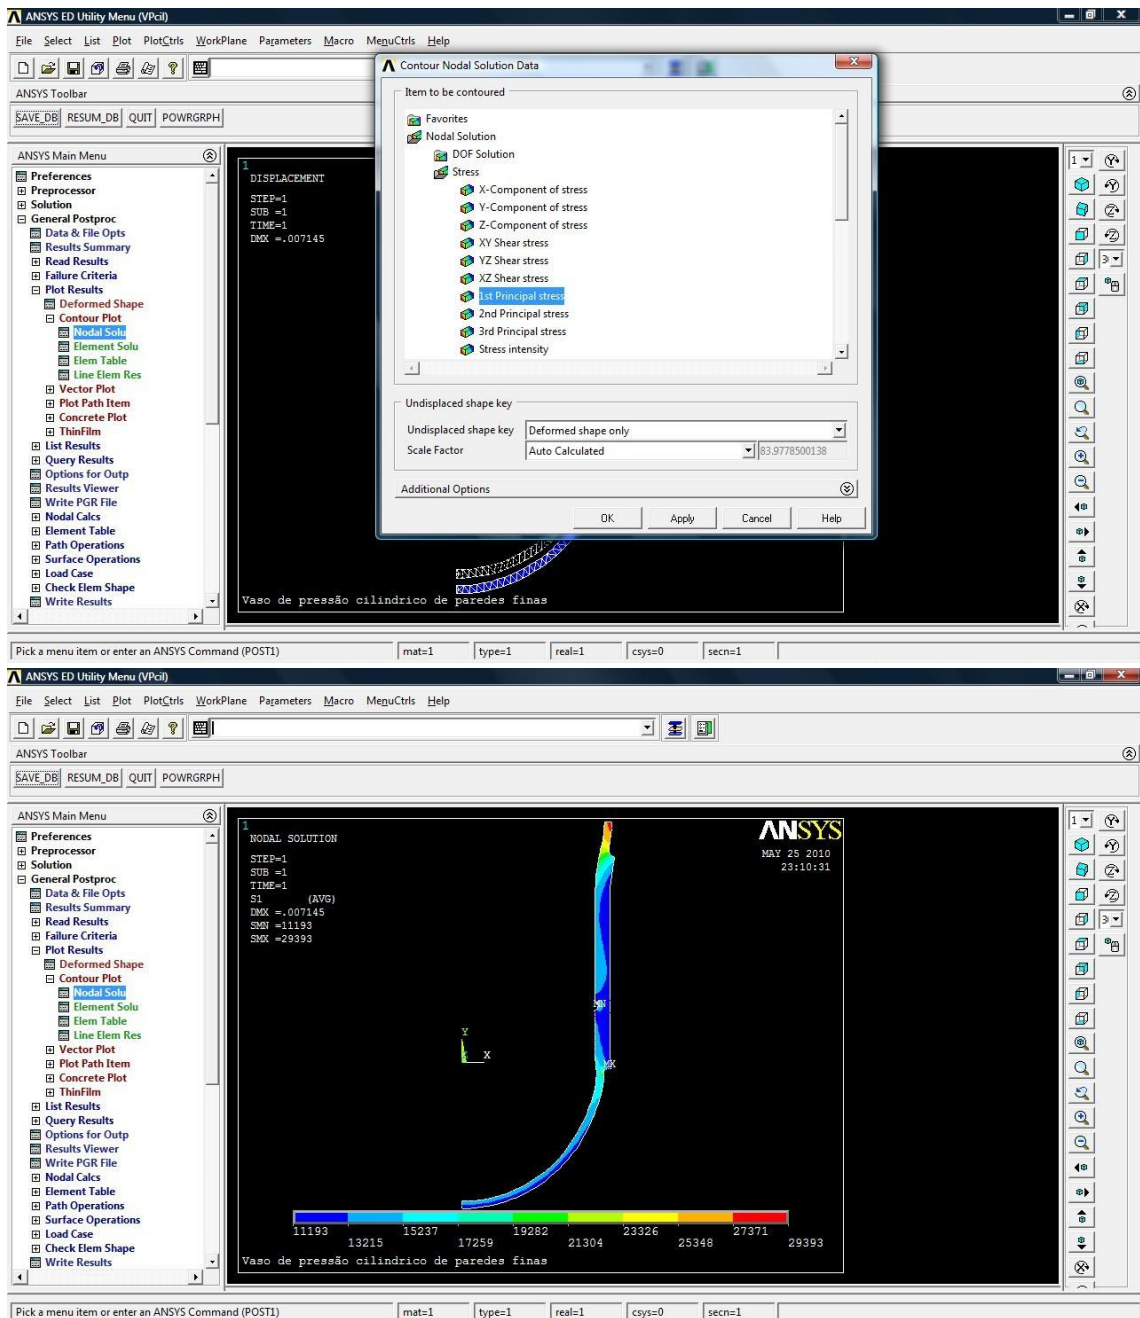 ANSYS ED Utility Menu (VPcil)
File Select List Plot PlotCtrls WorkPlane Parameters Macro MenuCtrls Help
Contour Nodal Solution Data
Item to be contoured
Favorites
Nodal Solution
DOF Solution
Stress
X-Component of stress
Y-Component of stress
Z-Component of stress
XY Shear stress
YZ Shear stress
XZ Shear stress
1st Principal stress
2nd Principal stress
3rd Principal stress
Stress intensity
Undisplaced shape key
Undisplaced shape key Deformed shape only
Scale Factor Auto Calculated 83.9778500138
Additional Options
OK Apply Cancel Help
ANSYS Toolbar
SAVE_DB RESUM_DB QUIT POWRGRPH
ANSYS Main Menu
Preferences
Preprocessor
Solution
General Postproc
Data & File Opts
Results Summary
Read Results
Failure Criteria
Plot Results
Deformed Shape
Contour Plot
Nodal Solu
Element Solu
Elem Table
Line Elem Res
Vector Plot
Plot Path Item
Concrete Plot
ThinFilm
List Results
Query Results
Options for Outp
Results Viewer
Write PGR File
Nodal Calcs
Element Table
Path Operations
Surface Operations
Load Case
Check Elem Shape
Write Results
1
DISPLACEMENT
STEP=1
SUB =1
TIME=1
DMX =.007145
Vaso de pressão cilindrico de paredes finas
1
3
Pick a menu item or enter an ANSYS Command (POST1) mat=1 type=1 real=1 csys=0 secn=1
ANSYS ED Utility Menu (VPcil)
File Select List Plot PlotCtrls WorkPlane Parameters Macro MenuCtrls Help
ANSYS Toolbar
SAVE_DB RESUM_DB QUIT POWRGRPH
ANSYS Main Menu
Preferences
Preprocessor
Solution
General Postproc
Data & File Opts
Results Summary
Read Results
Failure Criteria
Plot Results
Deformed Shape
Contour Plot
Nodal Solu
Element Solu
Elem Table
Line Elem Res
Vector Plot
Plot Path Item
Concrete Plot
ThinFilm
List Results
Query Results
Options for Outp
Results Viewer
Write PGR File
Nodal Calcs
Element Table
Path Operations
Surface Operations
Load Case
Check Elem Shape
Write Results
1
NODAL SOLUTION
STEP=1
SUB =1
TIME=1
S1 (AVG)
DMX =.007145
SMN =11193
SMX =29393
ANSYS
MAY 25 2010
23:10:31
MN
MX
Y
X
11193 15237 19282 23326 27371
13215 17259 21304 25348 29393
Vaso de pressão cilindrico de paredes finas
1
3
Pick a menu item or enter an ANSYS Command (POST1) mat=1 type=1 real=1 csys=0 secn=1